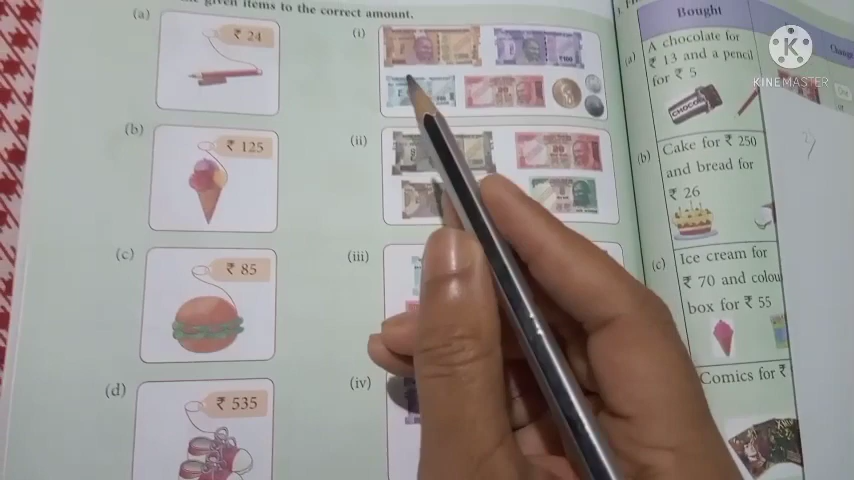 given items to the correct amount.
(a)
₹ 24
(i)
(b)
₹ 125
(ii)
(c)
₹ 85
(iii)
(d)
₹ 535
(iv)
Bought
Change
(a) A chocolate for
₹ 13 and a pencil
for ₹ 5
CHOCO
(b) Cake for ₹ 250
and bread for
₹ 26
(c) Ice cream for
₹ 70 and colou
box for ₹ 55
Comics for ₹
K
KINEMASTER